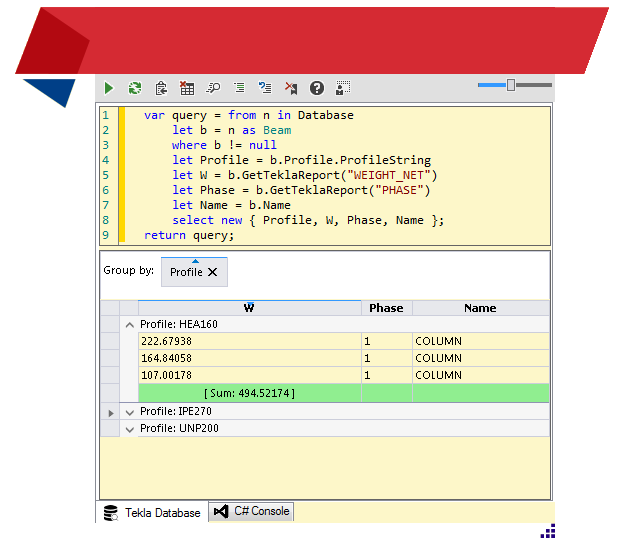 1 var query = from n in Database
2 let b = n as Beam
3 where b != null
4 let Profile = b.Profile.ProfileString
5 let W = b.GetTeklaReport("WEIGHT_NET")
6 let Phase = b.GetTeklaReport("PHASE")
7 let Name = b.Name
8 select new { Profile, W, Phase, Name };
9 return query;
Group by: Profile X
W Phase Name
Profile: HEA160
222.67938 1 COLUMN
164.84058 1 COLUMN
107.00178 1 COLUMN
[ Sum: 494.52174 ]
Profile: IPE270
Profile: UNP200
Tekla Database C# Console